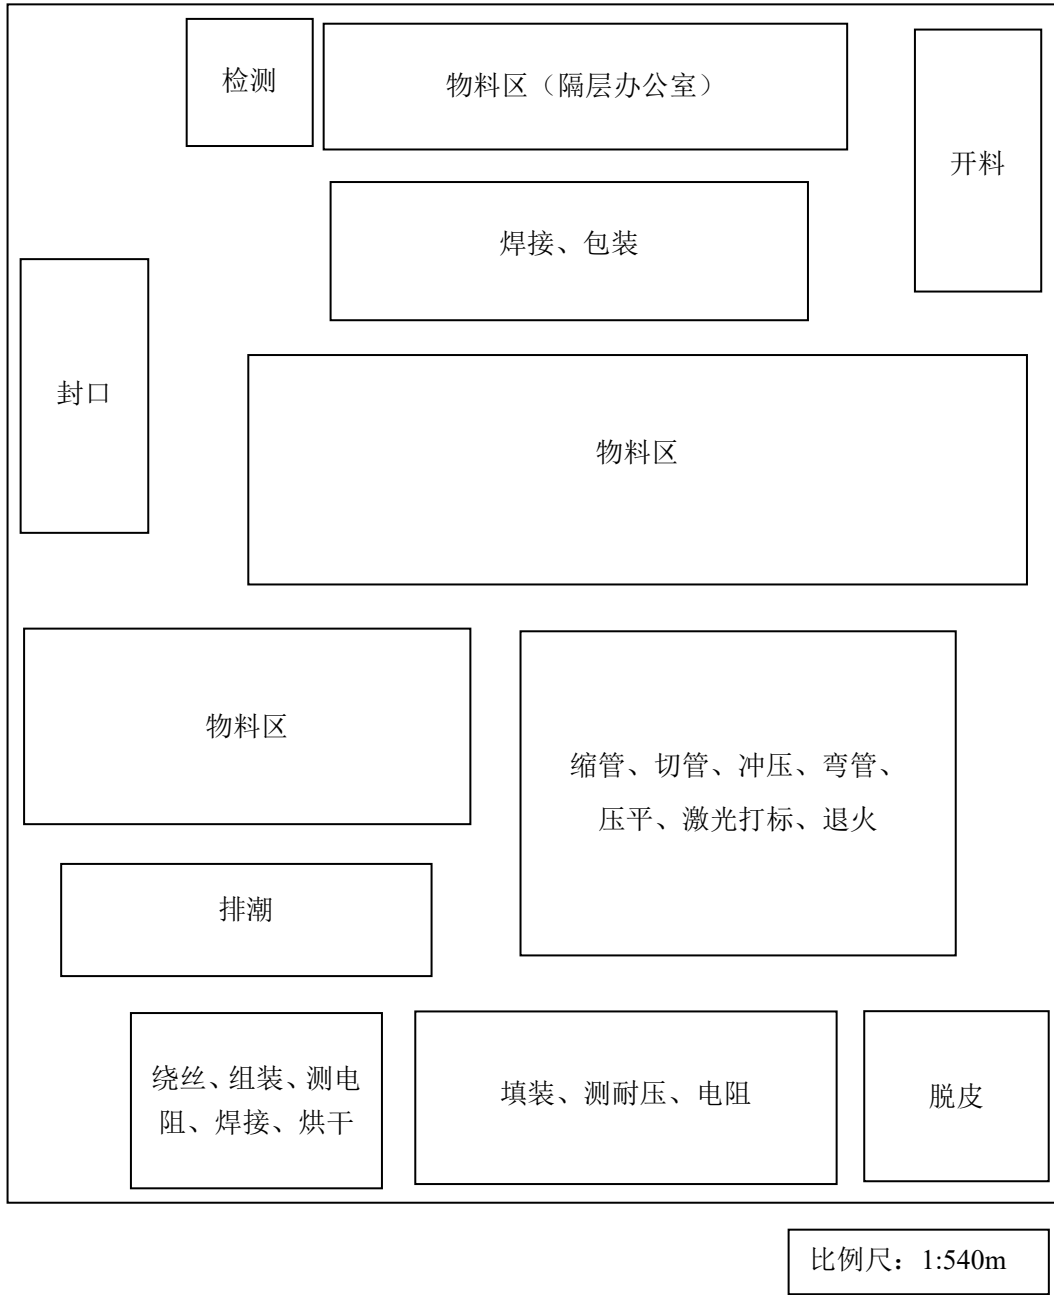 检测
物料区（隔层办公室）
开料
焊接、包装
封口
物料区
物料区
缩管、切管、冲压、弯管、
压平、激光打标、退火
排潮
绕丝、组装、测电
阻、焊接、烘干
填装、测耐压、电阻
脱皮
比例尺：1:540m